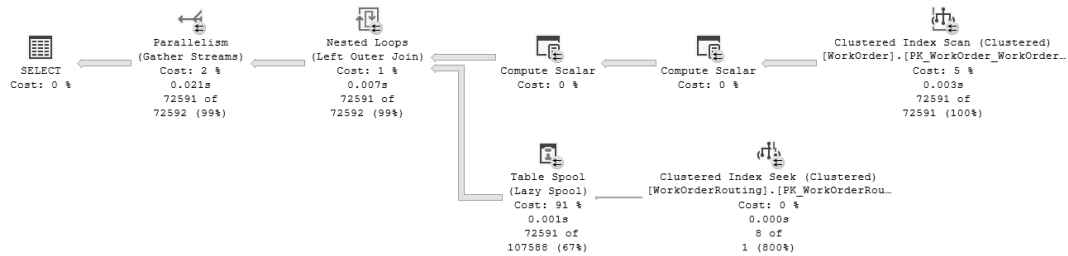 SELECT
Cost: 0 %
Parallelism
(Gather Streams)
Cost: 2 %
0.021s
72591 of
72592 (99%)
Nested Loops
(Left Outer Join)
Cost: 1 %
0.007s
72591 of
72592 (99%)
Compute Scalar
Cost: 0 %
Compute Scalar
Cost: 0 %
Clustered Index Scan (Clustered)
[WorkOrder].[PK_WorkOrder_WorkOrder…
Cost: 5 %
0.003s
72591 of
72591 (100%)
Table Spool
(Lazy Spool)
Cost: 91 %
0.001s
72591 of
107588 (67%)
Clustered Index Seek (Clustered)
[WorkOrderRouting].[PK_WorkOrderRou…
Cost: 0 %
0.000s
8 of
1 (800%)